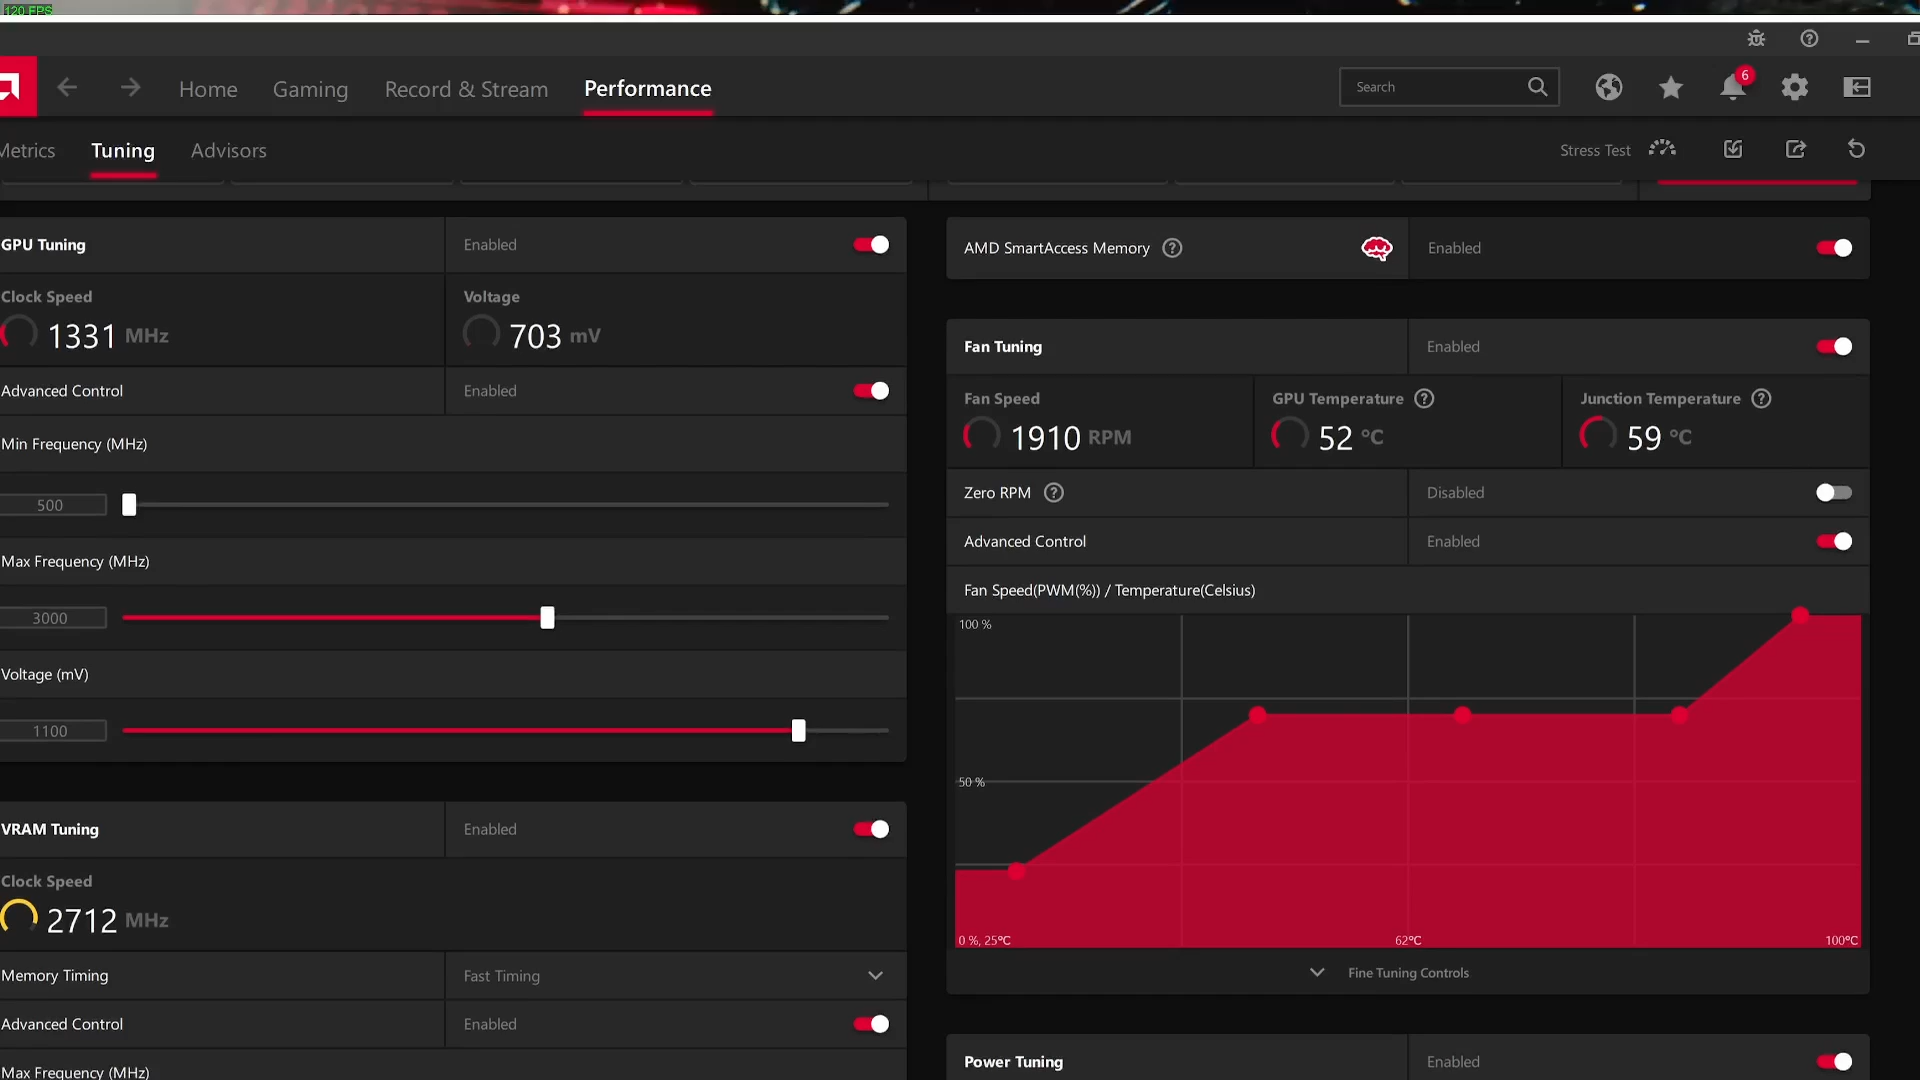 120 FPS
Home
Gaming
Record & Stream
Performance
Search
6
Metrics
Tuning
Advisors
Stress Test
GPU Tuning
Enabled
Clock Speed
1331 MHz
Voltage
703 mV
Advanced Control
Enabled
Min Frequency (MHz)
500
Max Frequency (MHz)
3000
Voltage (mV)
1100
VRAM Tuning
Enabled
Clock Speed
2712 MHz
Memory Timing
Fast Timing
Advanced Control
Enabled
Max Frequency (MHz)
AMD SmartAccess Memory ?
Enabled
Fan Tuning
Enabled
Fan Speed
1910 RPM
GPU Temperature ?
52 °C
Junction Temperature ?
59 °C
Zero RPM ?
Disabled
Advanced Control
Enabled
Fan Speed(PWM(%)) / Temperature(Celsius)
100 %
50 %
0 %, 25°C
62°C
100°C
Fine Tuning Controls
Power Tuning
Enabled